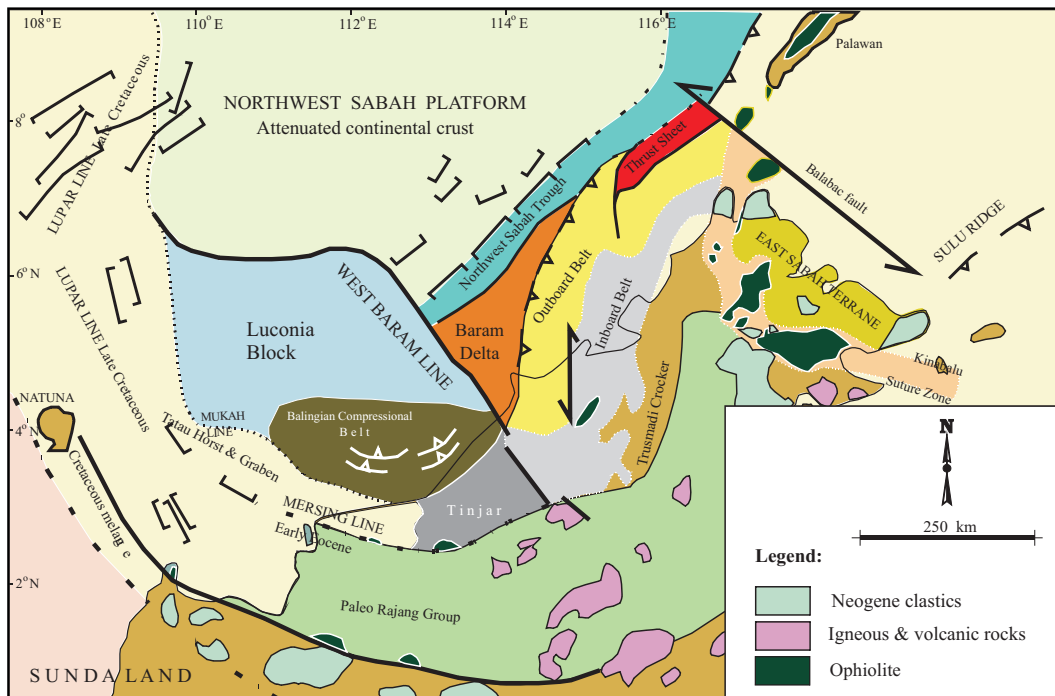 108° E
110° E
112° E
114° E
116° E
8°
6° N
4° N
2° N
Palawan
NORTHWEST SABAH PLATFORM
Attenuated continental crust
LUPAR LINE Late Cretaceous
Thrust Sheet
Balabac fault
Northwest Sabah Trough
SULU RIDGE
EAST SABAH TERRANE
Outboard Belt
Inboard Belt
WEST BARAM LINE
LUPAR LINE Late Cretaceous
Luconia
Block
Baram
Delta
Kinabalu
Suture Zone
Trusmadi Crocker
NATUNA
MUKAH
LINE
Balingian Compressional
Belt
Tatau Horst & Graben
Cretaceous melange
MERSING LINE
Early Eocene
Tinjar
Paleo Rajang Group
SUNDALAND
N
250 km
Legend:
Neogene clastics
Igneous & volcanic rocks
Ophiolite